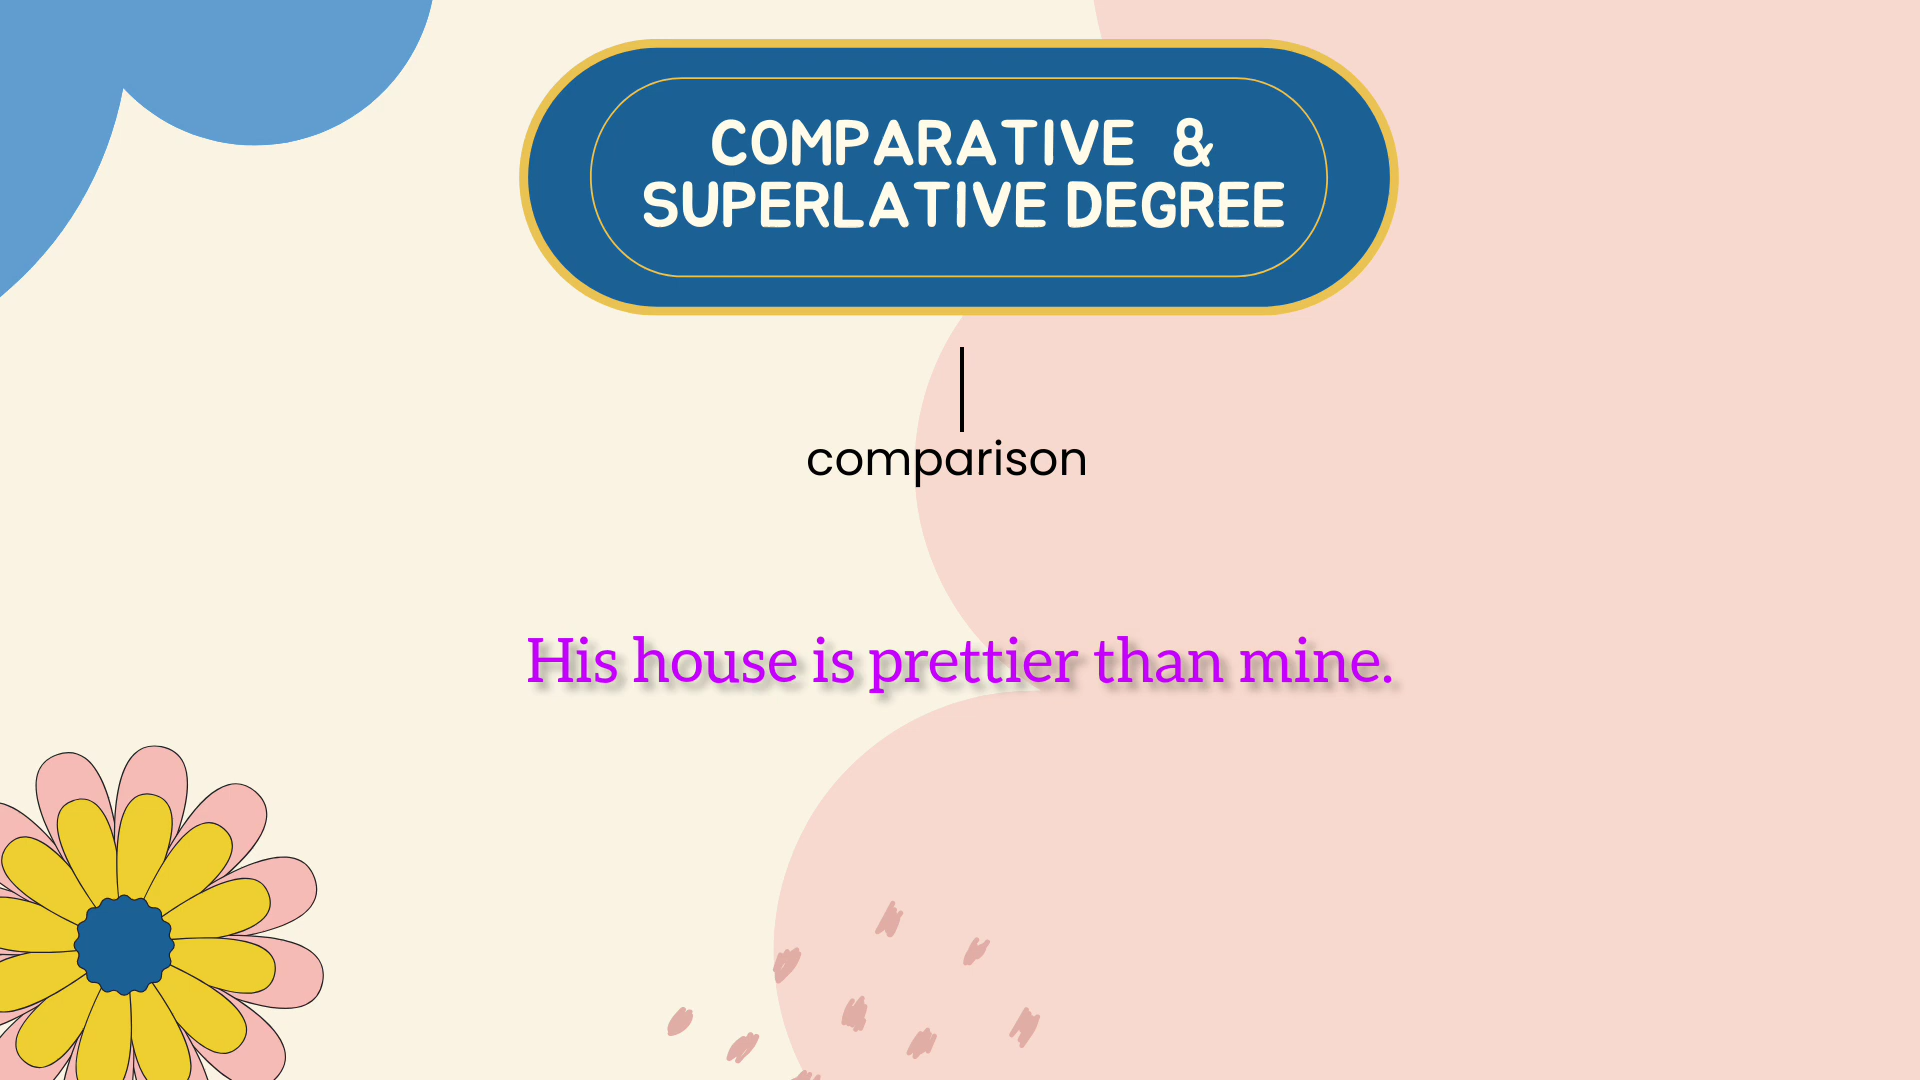 COMPARATIVE &
SUPERLATIVE DEGREE
comparison
His house is prettier than mine.